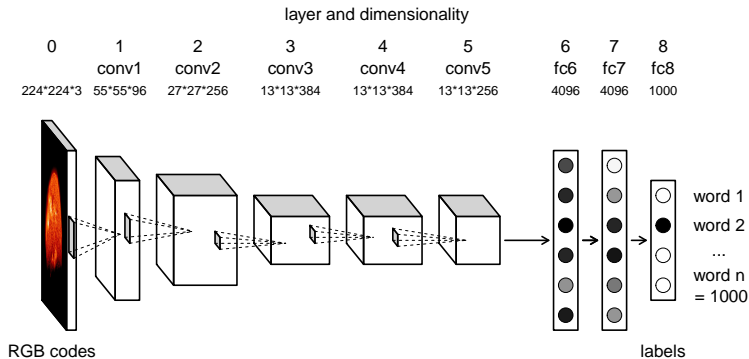 layer and dimensionality
0 1 2 3 4 5 6 7 8
conv1 conv2 conv3 conv4 conv5 fc6 fc7 fc8
224*224*3 55*55*96 27*27*256 13*13*384 13*13*384 13*13*256 4096 4096 1000
word 1
word 2
...
word n
= 1000
RGB codes labels